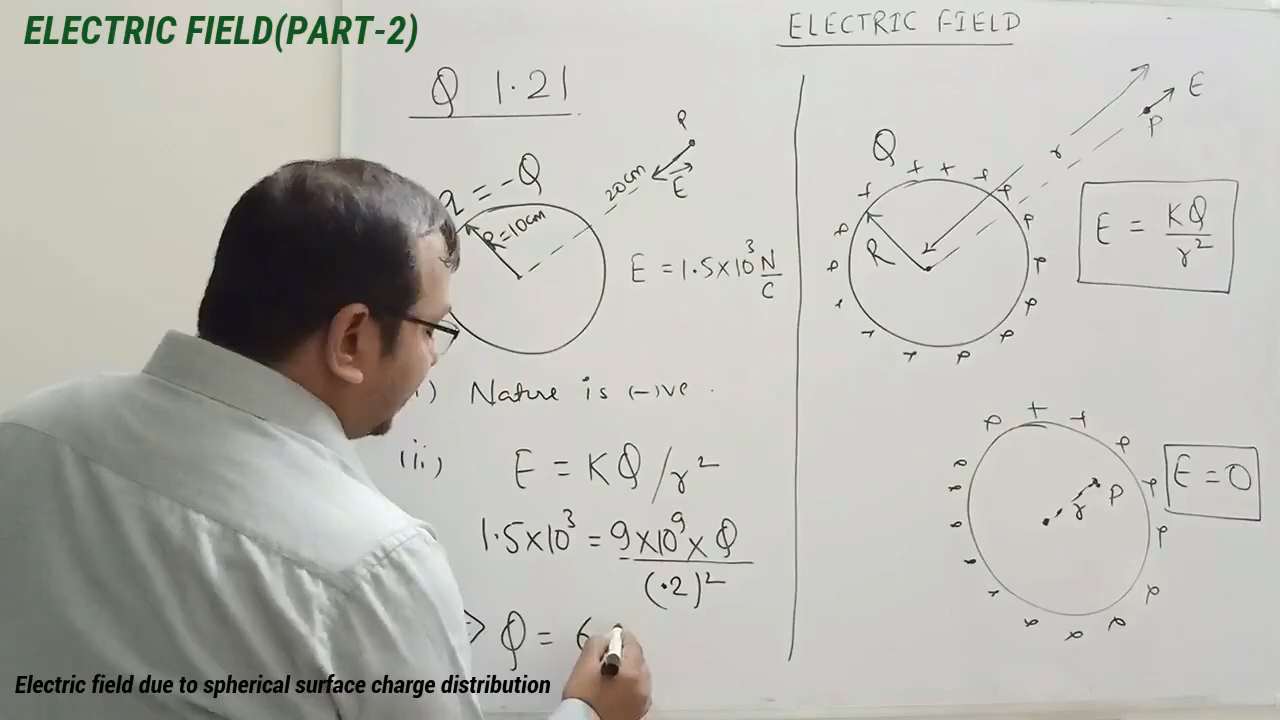 ELECTRIC FIELD(PART-2)
ELECTRIC FIELD
Q 1.21
q = -Q
R=10cm
20cm
P
E
E = 1.5×10³ N/C
) Nature is (-)ve.
iii) E = KQ/r²
1.5×10³ = 9×10⁹ × Q
(.2)²
> Q = 6
Q
+ + + + + + + + + + + + + + +
R
r
P
E
E = KQ/r²
+ + + + + + + + + + + + + + +
r
P
E = 0
Electric field due to spherical surface charge distribution